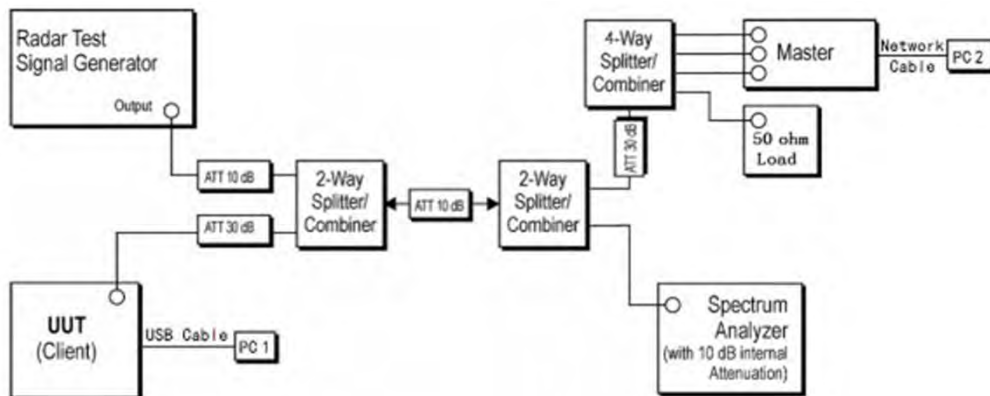 Radar Test
Signal Generator
Output
ATT 10 dB
ATT 30 dB
2-Way
Splitter/
Combiner
ATT 10 dB
2-Way
Splitter/
Combiner
4-Way
Splitter/
Combiner
ATT 30 dB
Master
Network
Cable
PC 2
50 ohm
Load
UUT
(Client)
USB Cable
PC 1
Spectrum
Analyzer
(with 10 dB internal
Attenuation)